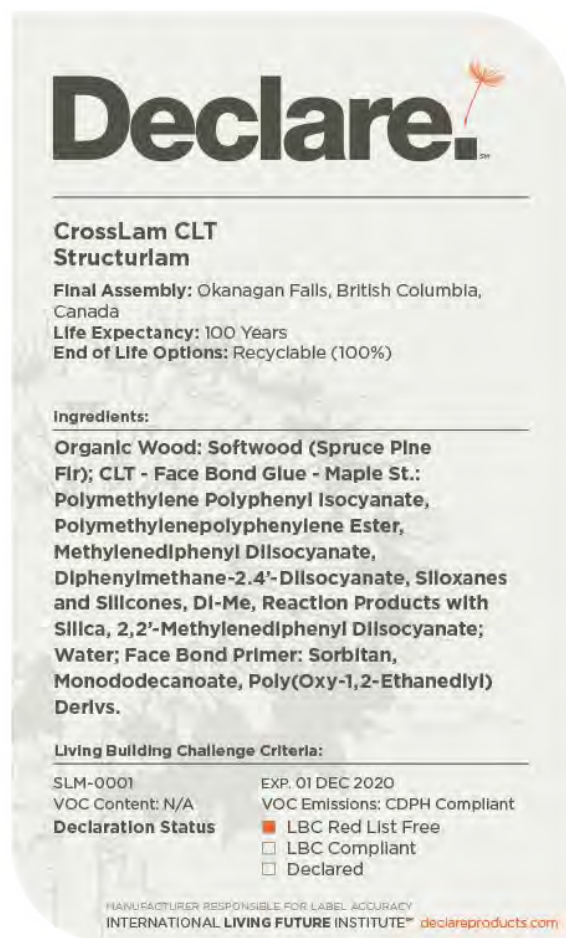 Declare.
SM
CrossLam CLT
Structurlam
Final Assembly: Okanagan Falls, British Columbia,
Canada
Life Expectancy: 100 Years
End of Life Options: Recyclable (100%)
Ingredients:
Organic Wood: Softwood (Spruce Pine
Fir); CLT - Face Bond Glue - Maple St.:
Polymethylene Polyphenyl Isocyanate,
Polymethylenepolyphenylene Ester,
Methylenediphenyl Diisocyanate,
Diphenylmethane-2.4'-Diisocyanate, Siloxanes
and Silicones, Di-Me, Reaction Products with
Silica, 2,2'-Methylenediphenyl Diisocyanate;
Water; Face Bond Primer: Sorbitan,
Monododecanoate, Poly(Oxy-1,2-Ethanediyl)
Derivs.
Living Building Challenge Criteria:
SLM-0001 EXP. 01 DEC 2020
VOC Content: N/A VOC Emissions: CDPH Compliant
Declaration Status LBC Red List Free
LBC Compliant
Declared
MANUFACTURER RESPONSIBLE FOR LABEL ACCURACY
INTERNATIONAL LIVING FUTURE INSTITUTE℠ declareproducts.com